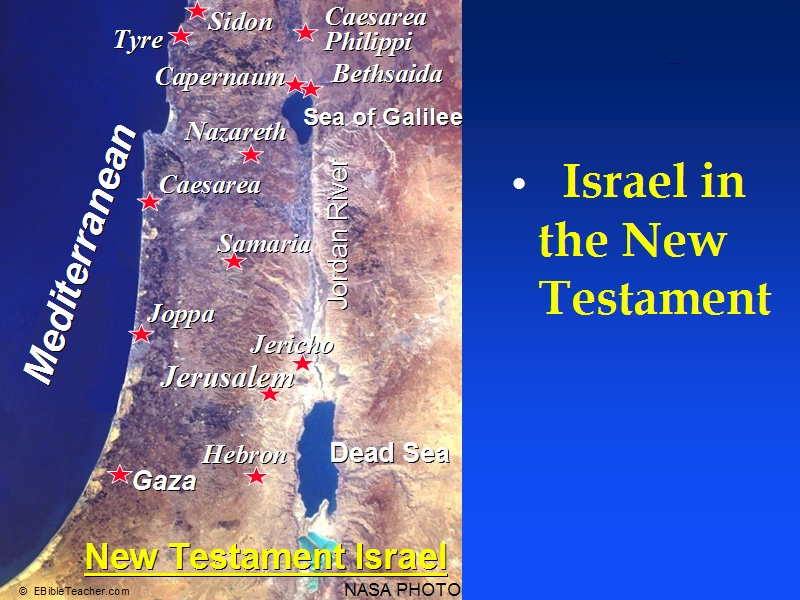 Sidon
Tyre
Caesarea
Philippi
Capernaum
Bethsaida
Sea of Galilee
Nazareth
Mediterranean
Caesarea
Jordan River
Samaria
Joppa
Jericho
Jerusalem
Hebron
Dead Sea
Gaza
New Testament Israel
© EBibleTeacher.com
NASA PHOTO
• Israel in
the New
Testament